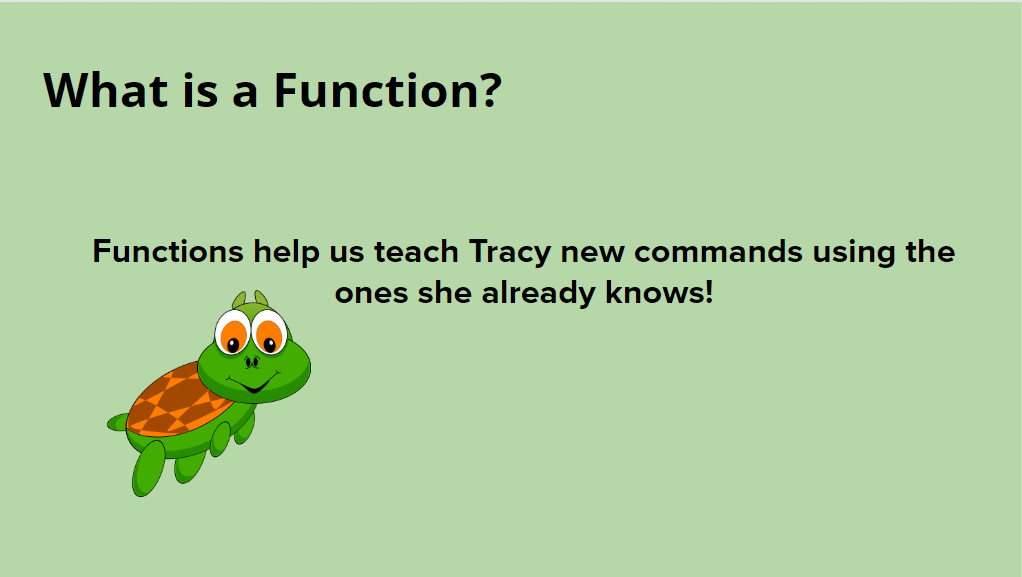 What is a Function?
Functions help us teach Tracy new commands using the
ones she already knows!